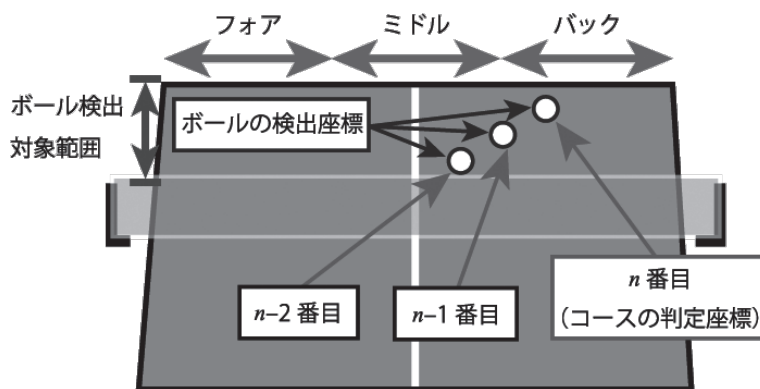 フォア
ミドル
バック
ボール検出
対象範囲
ボールの検出座標
n−2 番目
n−1 番目
n 番目
(コースの判定座標)